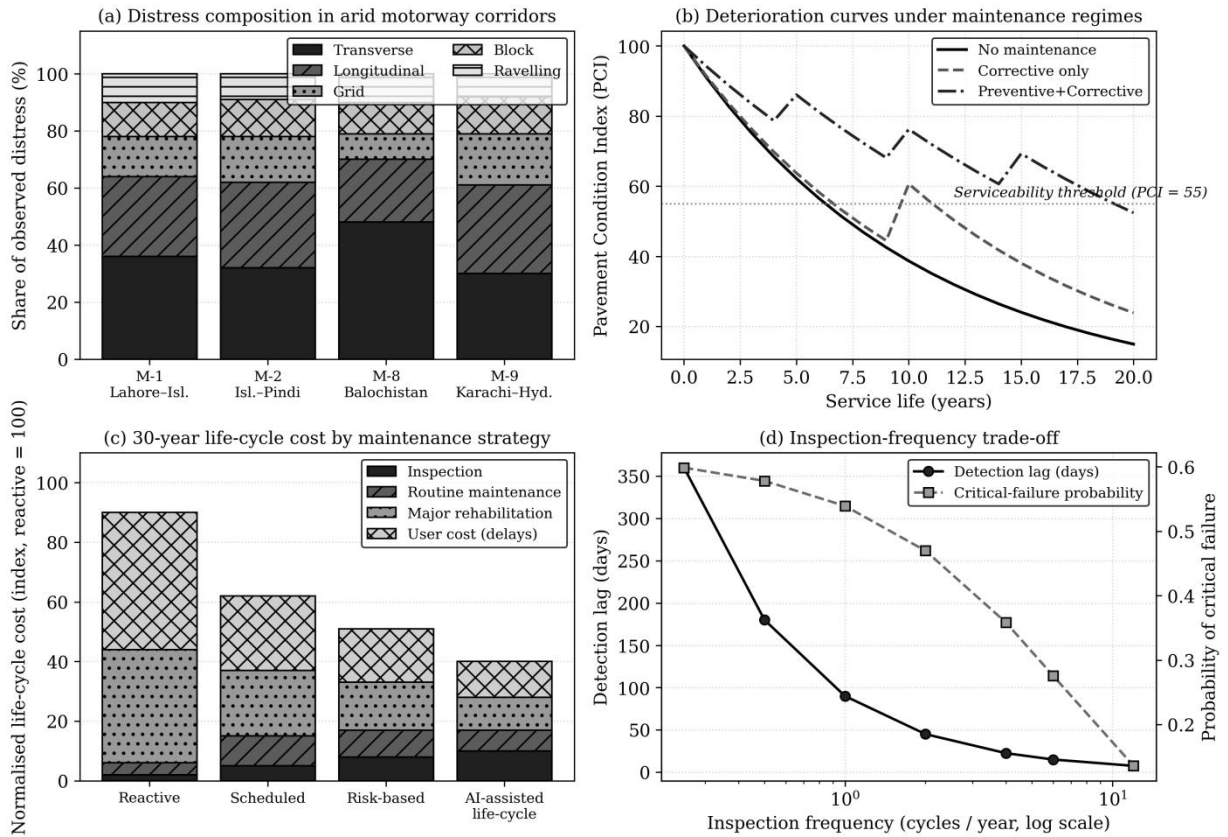 (a) Distress composition in arid motorway corridors
Share of observed distress (%)
100
80
60
40
20
0
Transverse
Longitudinal
Grid
Block
Ravelling
M-1
Lahore–Isl.
M-2
Isl.–Pindi
M-8
Balochistan
M-9
Karachi–Hyd.
(b) Deterioration curves under maintenance regimes
Pavement Condition Index (PCI)
100
80
60
40
20
No maintenance
Corrective only
Preventive+Corrective
Serviceability threshold (PCI = 55)
0.0 2.5 5.0 7.5 10.0 12.5 15.0 17.5 20.0
Service life (years)
(c) 30-year life-cycle cost by maintenance strategy
Normalised life-cycle cost (index, reactive = 100)
100
80
60
40
20
0
Inspection
Routine maintenance
Major rehabilitation
User cost (delays)
Reactive
Scheduled
Risk-based
AI-assisted
life-cycle
(d) Inspection-frequency trade-off
Detection lag (days)
350
300
250
200
150
100
50
0
Detection lag (days)
Critical-failure probability
0.6
0.5
0.4
0.3
0.2
Probability of critical failure
10⁰ 10¹
Inspection frequency (cycles / year, log scale)